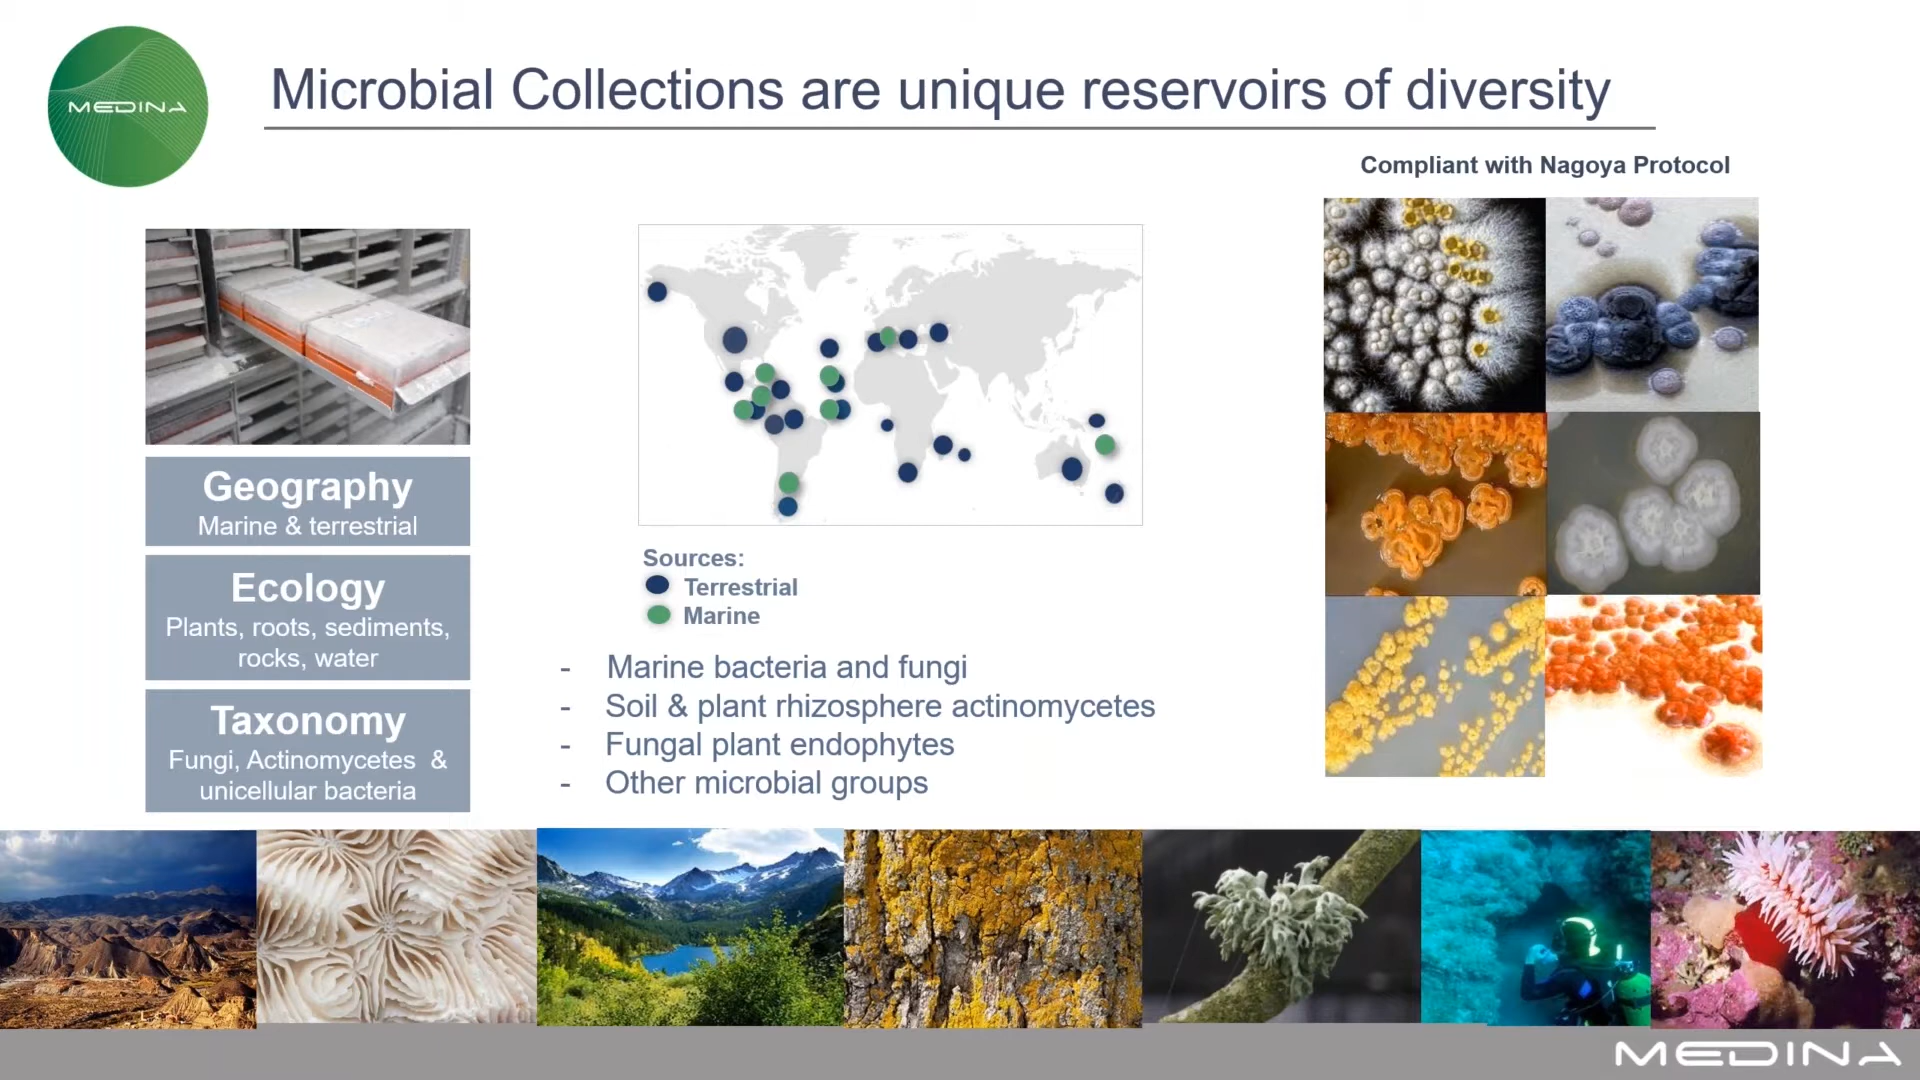 MEDINA
Microbial Collections are unique reservoirs of diversity
Compliant with Nagoya Protocol
Geography
Marine & terrestrial
Ecology
Plants, roots, sediments,
rocks, water
Taxonomy
Fungi, Actinomycetes &
unicellular bacteria
Sources:
Terrestrial
Marine
- Marine bacteria and fungi
- Soil & plant rhizosphere actinomycetes
- Fungal plant endophytes
- Other microbial groups
MEDINA